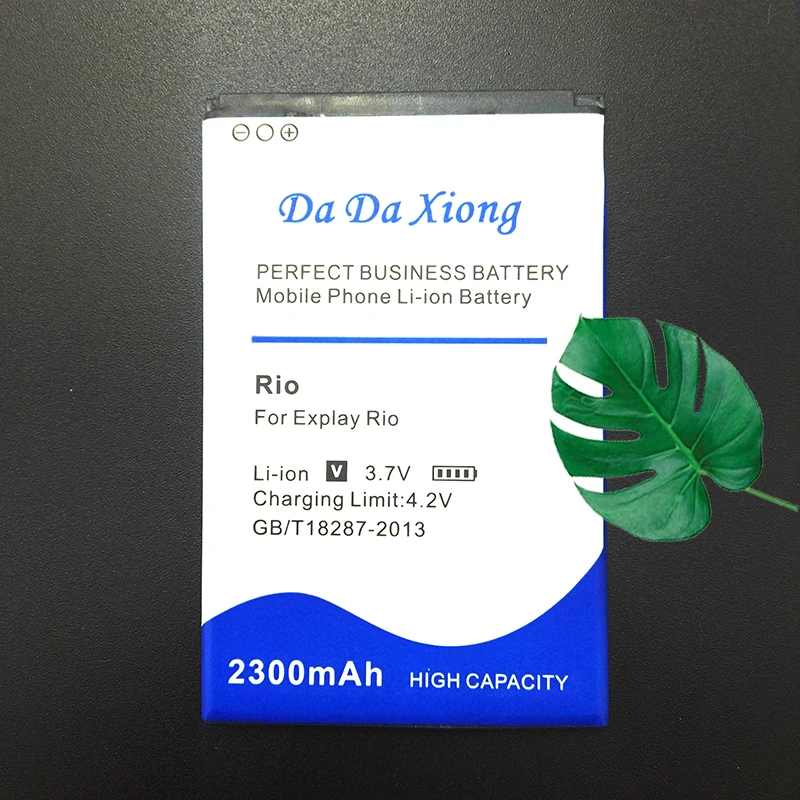 Da Da Xiong
PERFECT BUSINESS BATTERY
Mobile Phone Li-ion Battery
Rio
For Explay Rio
Li-ion V 3.7V
Charging Limit:4.2V
GB/T18287-2013
2300mAh HIGH CAPACITY